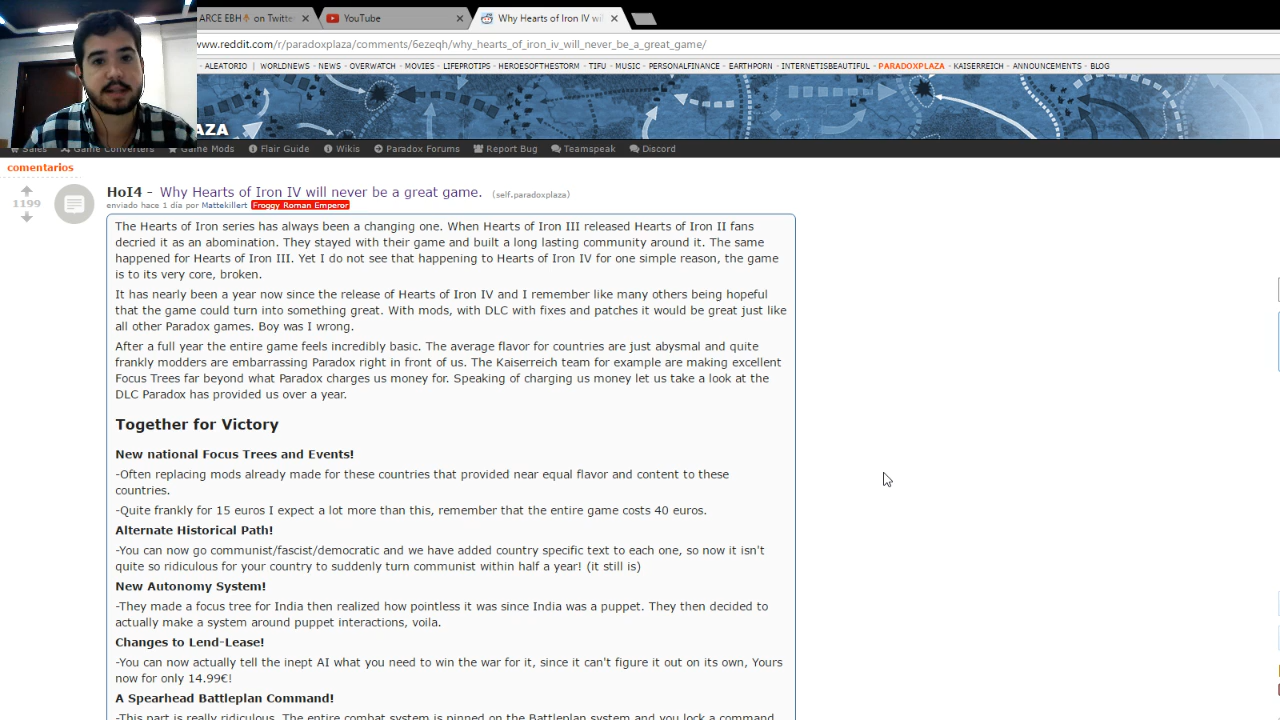 ARCE EBH on Twitte
YouTube
Why Hearts of Iron IV wi
www.reddit.com/r/paradoxplaza/comments/6ezeqh/why_hearts_of_iron_iv_will_never_be_a_great_game/
- ALEATORIO | WORLDNEWS - NEWS - OVERWATCH - MOVIES - LIFEPROTIPS - HEROESOFTHESTORM - TIFU - MUSIC - PERSONALFINANCE - EARTHPORN - INTERNETISBEAUTIFUL - PARADOXPLAZA - KAISERREICH - ANNOUNCEMENTS - BLOG
AZA
Sales Game Converters Game Mods Flair Guide Wikis Paradox Forums Report Bug Teamspeak Discord
comentarios
HoI4 - Why Hearts of Iron IV will never be a great game. (self.paradoxplaza)
1199
enviado hace 1 día por Mattekillert Froggy Roman Emperor
The Hearts of Iron series has always been a changing one. When Hearts of Iron III released Hearts of Iron II fans
decried it as an abomination. They stayed with their game and built a long lasting community around it. The same
happened for Hearts of Iron III. Yet I do not see that happening to Hearts of Iron IV for one simple reason, the game
is to its very core, broken.
It has nearly been a year now since the release of Hearts of Iron IV and I remember like many others being hopeful
that the game could turn into something great. With mods, with DLC with fixes and patches it would be great just like
all other Paradox games. Boy was I wrong.
After a full year the entire game feels incredibly basic. The average flavor for countries are just abysmal and quite
frankly modders are embarrassing Paradox right in front of us. The Kaiserreich team for example are making excellent
Focus Trees far beyond what Paradox charges us money for. Speaking of charging us money let us take a look at the
DLC Paradox has provided us over a year.
Together for Victory
New national Focus Trees and Events!
-Often replacing mods already made for these countries that provided near equal flavor and content to these
countries.
-Quite frankly for 15 euros I expect a lot more than this, remember that the entire game costs 40 euros.
Alternate Historical Path!
-You can now go communist/fascist/democratic and we have added country specific text to each one, so now it isn't
quite so ridiculous for your country to suddenly turn communist within half a year! (it still is)
New Autonomy System!
-They made a focus tree for India then realized how pointless it was since India was a puppet. They then decided to
actually make a system around puppet interactions, voila.
Changes to Lend-Lease!
-You can now actually tell the inept AI what you need to win the war for it, since it can't figure it out on its own, Yours
now for only 14.99€!
A Spearhead Battleplan Command!
-This part is really ridiculous. The entire combat system is pinned on the Battleplan system and you lock a command